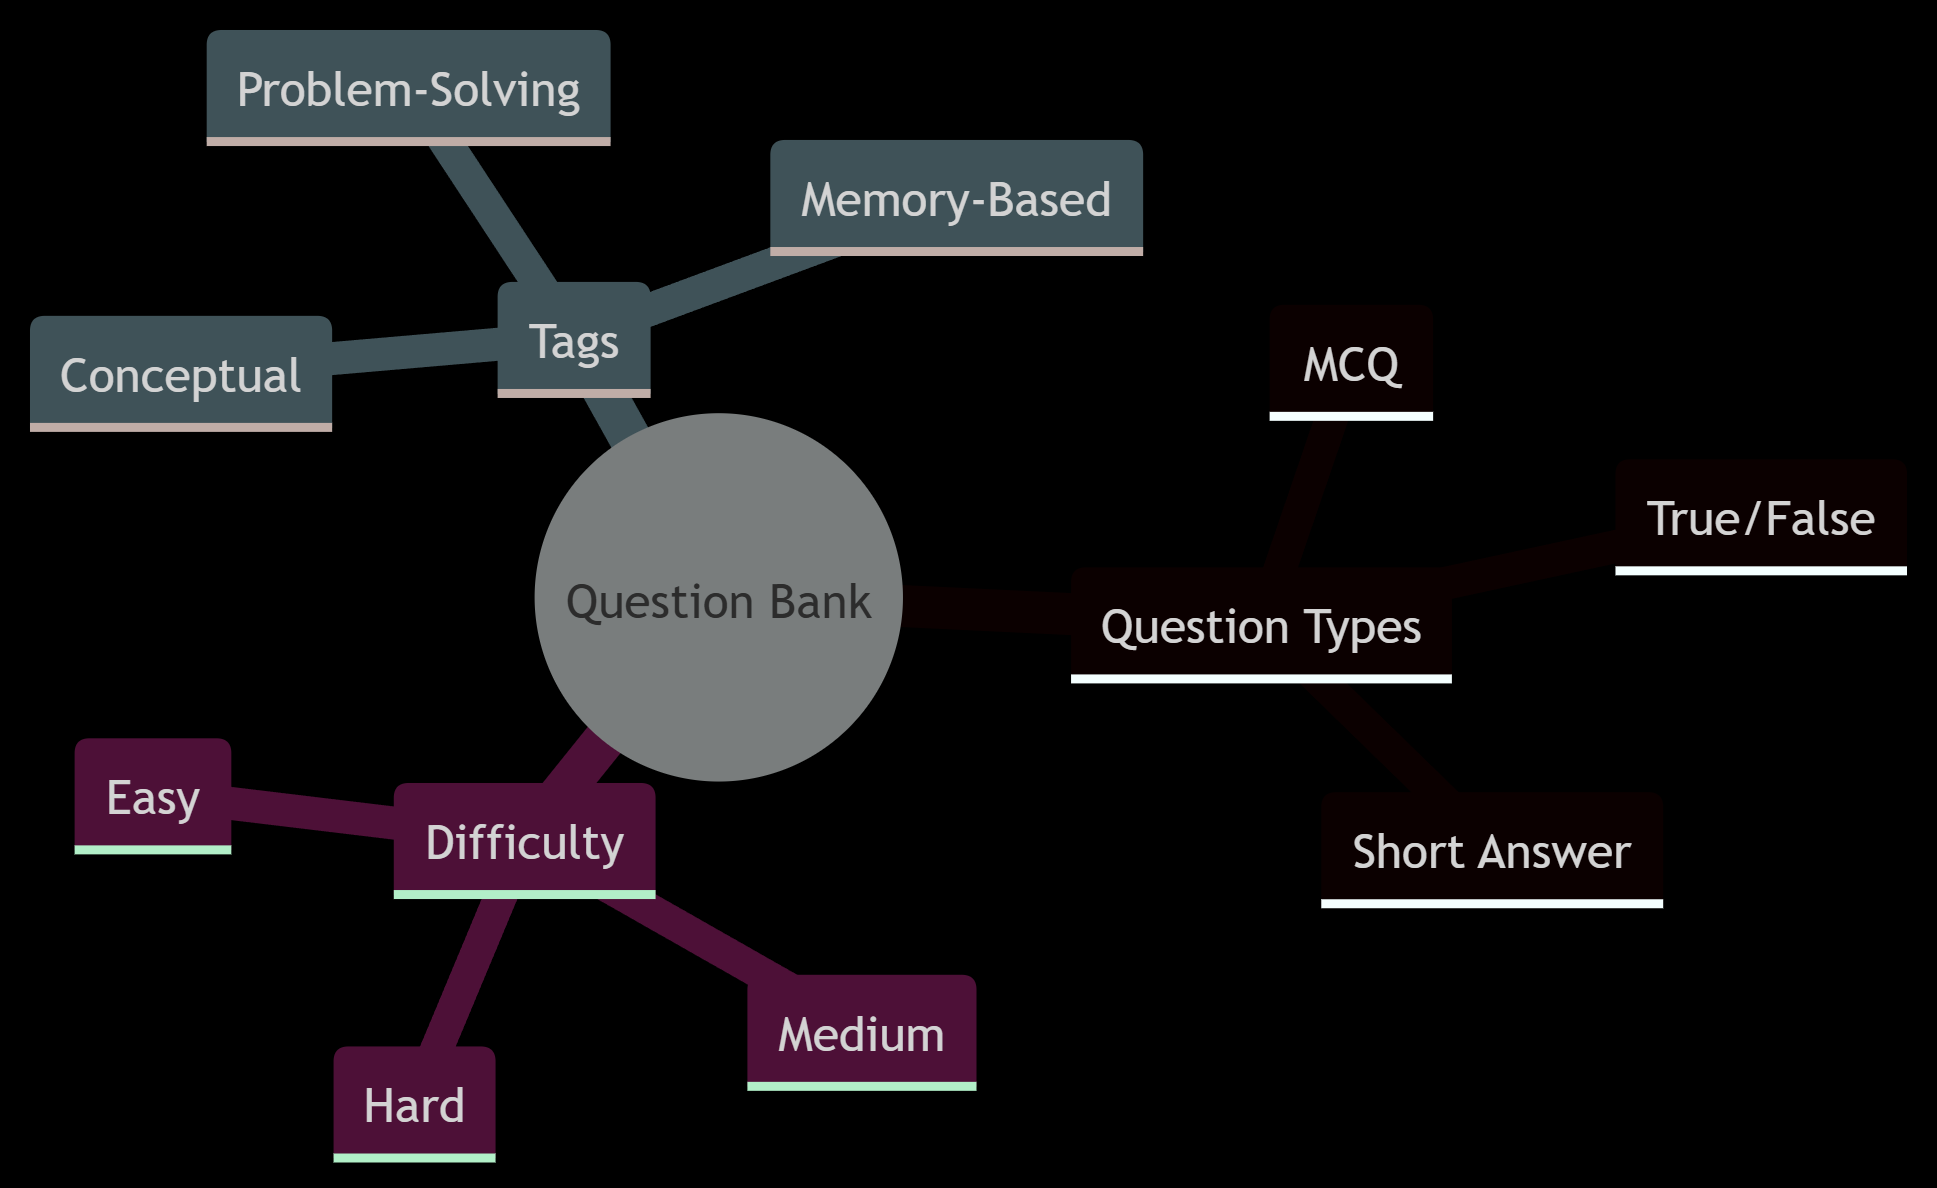 Problem-Solving
Memory-Based
Tags
Conceptual
MCQ
True/False
Question Types
Question Bank
Short Answer
Easy
Difficulty
Medium
Hard